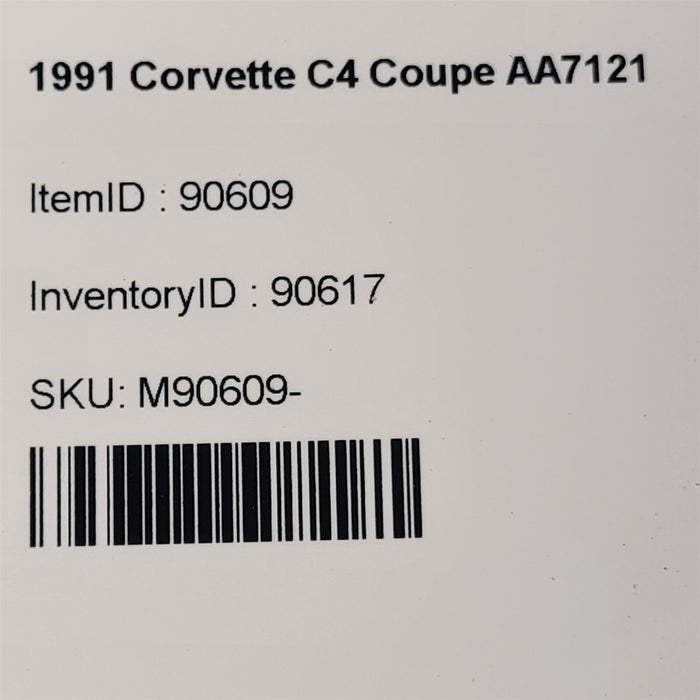 1991 Corvette C4 Coupe AA7121
ItemID : 90609
InventoryID : 90617
SKU: M90609-